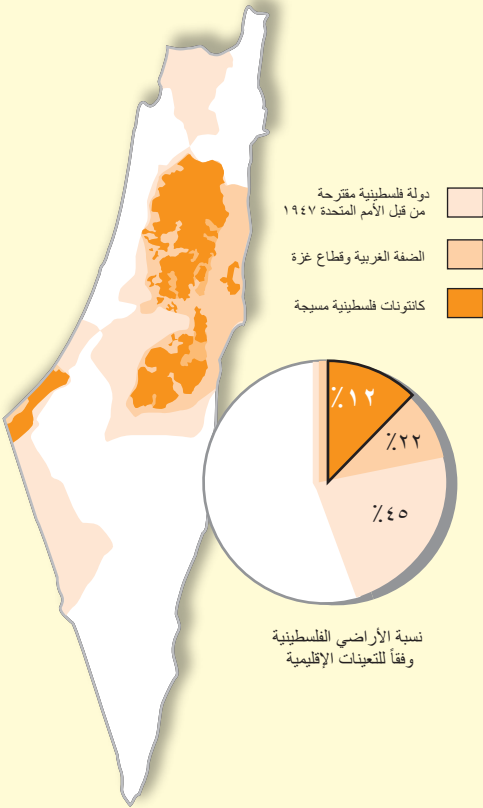 دولة فلسطينية مقترحة
من قبل الأمم المتحدة ١٩٤٧
الضفة الغربية وقطاع غزة
كانتونات فلسطينية مسيجة
٪١٢
٪٢٢
٪٤٥
نسبة الأراضي الفلسطينية
وفقاً للتعينات الإقليمية